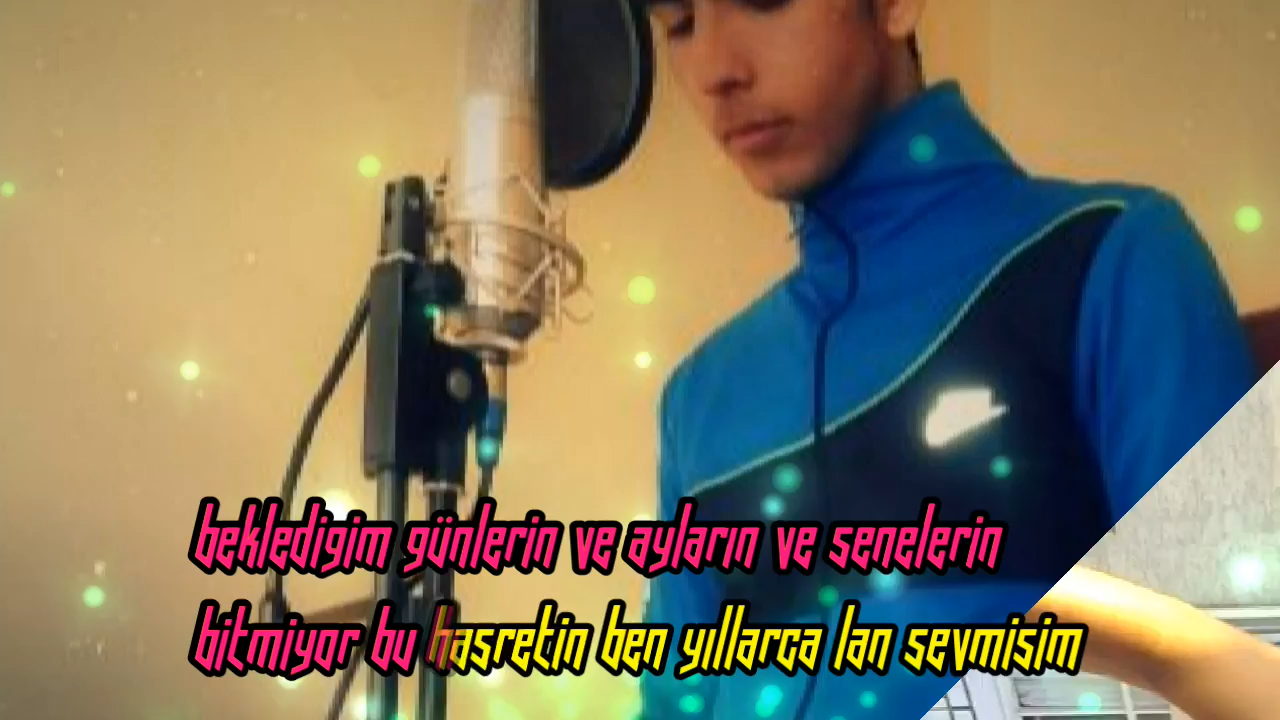 bekledigim günlerin ve ayların ve senelerin
bitmiyor bu hasretin ben yıllarca lan sevmisim